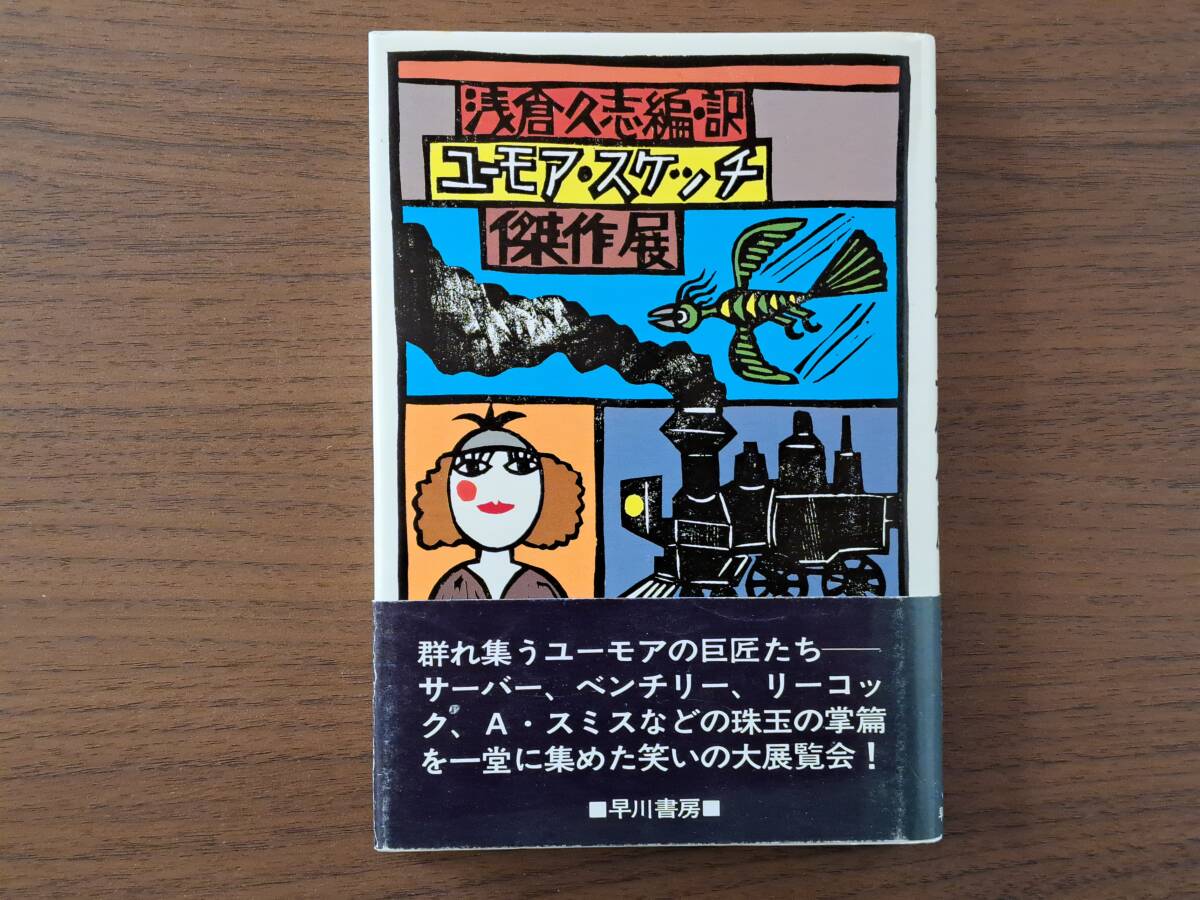 浅倉久志編・訳
ユーモア・スケッチ
傑作展
群れ集うユーモアの巨匠たち——
サーバー、ベンチリー、リーコッ
ク、A・スミスなどの珠玉の掌篇
を一堂に集めた笑いの大展覧会！
■早川書房■